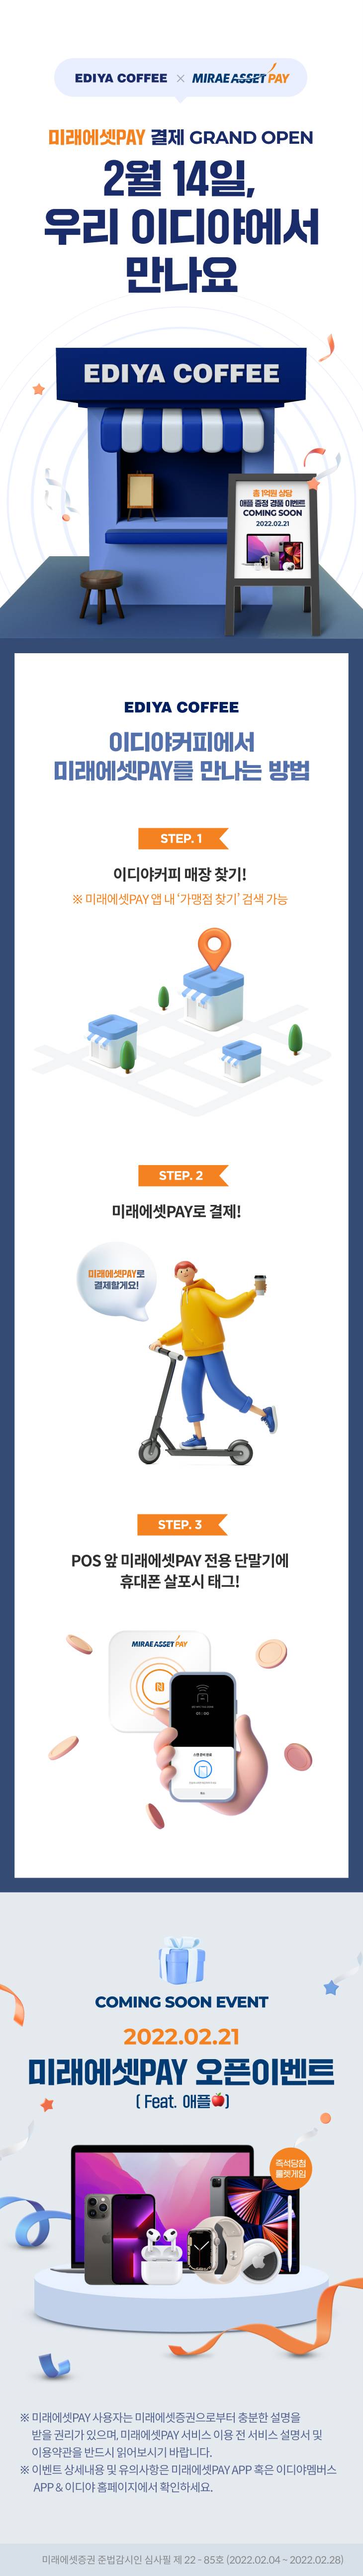 EDIYA COFFEE × MIRAE ASSET PAY
미래에셋PAY 결제 GRAND OPEN
2월 14일,
우리 이디야에서
만나요
EDIYA COFFEE
총 1억원 상당
애플 증정 경품 이벤트
COMING SOON
2022.02.21
EDIYA COFFEE
이디야커피에서
미래에셋PAY를 만나는 방법
STEP. 1
이디야커피 매장 찾기!
※ 미래에셋PAY 앱 내 ‘가맹점 찾기’ 검색 가능
STEP. 2
미래에셋PAY로 결제!
미래에셋PAY로
결제할게요!
STEP. 3
POS 앞 미래에셋PAY 전용 단말기에
휴대폰 살포시 태그!
MIRAE ASSET PAY
COMING SOON EVENT
2022.02.21
미래에셋PAY 오픈이벤트
( Feat. 애플🍎)
즉석당첨
룰렛게임
※ 미래에셋PAY 사용자는 미래에셋증권으로부터 충분한 설명을
받을 권리가 있으며, 미래에셋PAY 서비스 이용 전 서비스 설명서 및
이용약관을 반드시 읽어보시기 바랍니다.
※ 이벤트 상세내용 및 유의사항은 미래에셋PAY APP 혹은 이디야멤버스
APP & 이디야 홈페이지에서 확인하세요.
미래에셋증권 준법감시인 심사필 제 22 - 85호 (2022.02.04 ~ 2022.02.28)